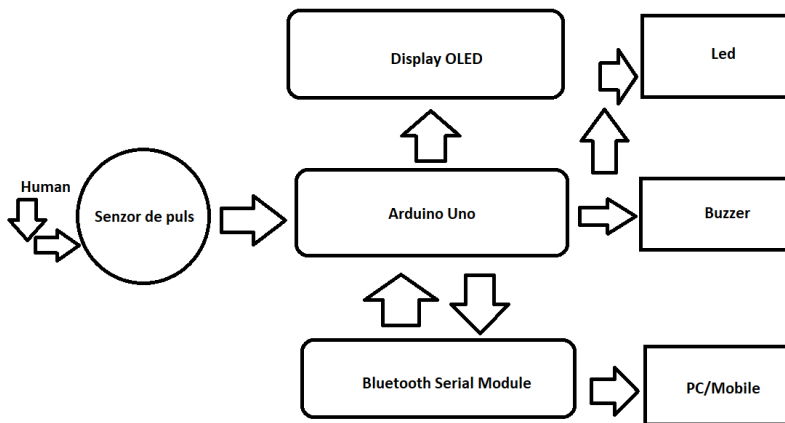 Display OLED
Led
Human
Senzor de puls
Arduino Uno
Buzzer
Bluetooth Serial Module
PC/Mobile